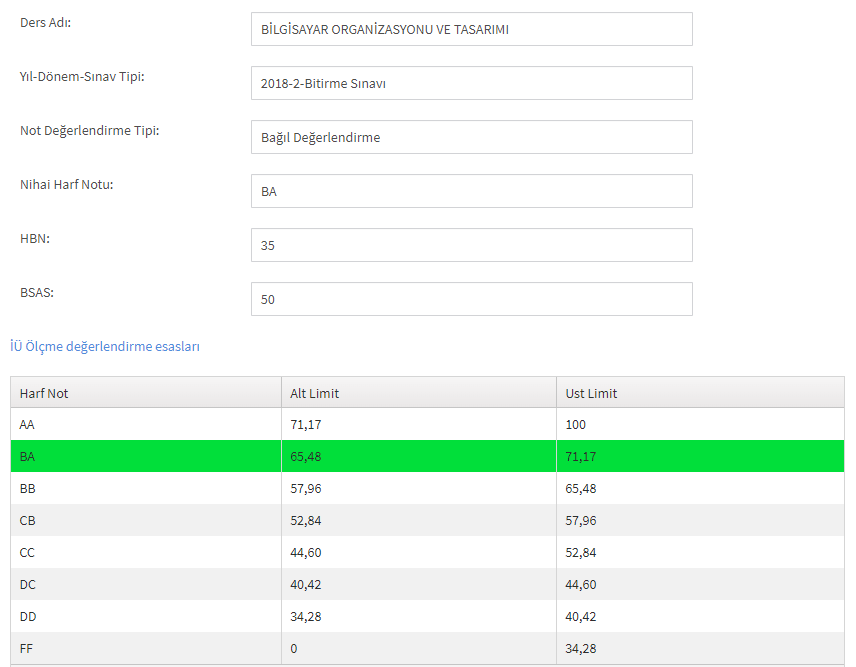 Ders Adı: BİLGİSAYAR ORGANİZASYONU VE TASARIMI
Yıl-Dönem-Sınav Tipi: 2018-2-Bitirme Sınavı
Not Değerlendirme Tipi: Bağıl Değerlendirme
Nihai Harf Notu: BA
HBN: 35
BSAS: 50
İÜ Ölçme değerlendirme esasları
Harf Not Alt Limit Ust Limit
AA 71,17 100
BA 65,48 71,17
BB 57,96 65,48
CB 52,84 57,96
CC 44,60 52,84
DC 40,42 44,60
DD 34,28 40,42
FF 0 34,28